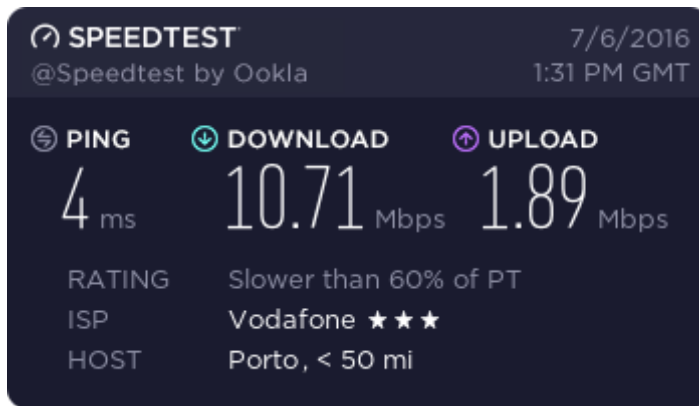 SPEEDTEST 7/6/2016
@Speedtest by Ookla 1:31 PM GMT
PING DOWNLOAD UPLOAD
4 ms 10.71 Mbps 1.89 Mbps
RATING Slower than 60% of PT
ISP Vodafone ★★★
HOST Porto, < 50 mi